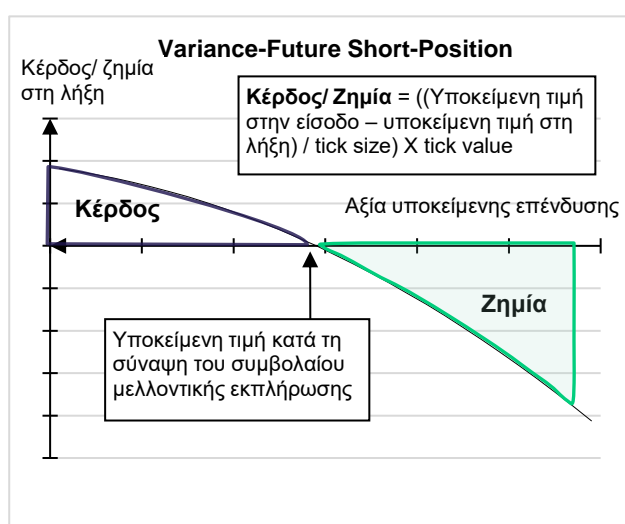 Variance-Future Short-Position
Κέρδος/ ζημία
στη λήξη
Κέρδος/ Ζημία = ((Υποκείμενη τιμή
στην είσοδο – υποκείμενη τιμή στη
λήξη) / tick size) X tick value
Κέρδος
Αξία υποκείμενης επένδυσης
Ζημία
Υποκείμενη τιμή κατά τη
σύναψη του συμβολαίου
μελλοντικής εκπλήρωσης